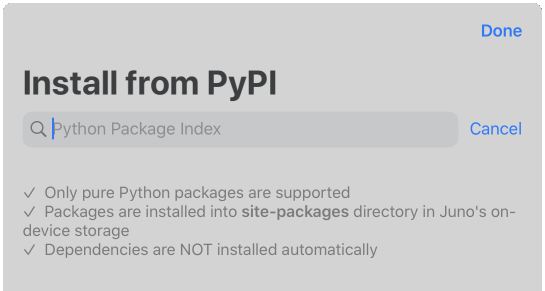 Done
Install from PyPI
Python Package Index
Cancel
✓ Only pure Python packages are supported
✓ Packages are installed into site-packages directory in Juno's on-
device storage
✓ Dependencies are NOT installed automatically